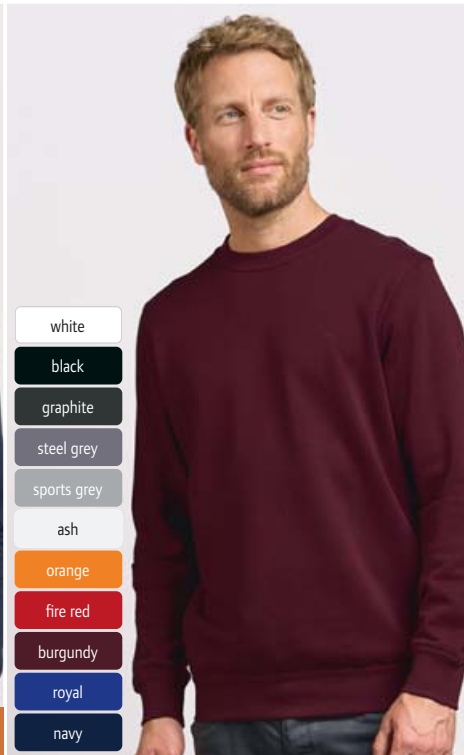 white
black
graphite
steel grey
sports grey
ash
orange
fire red
burgundy
royal
navy